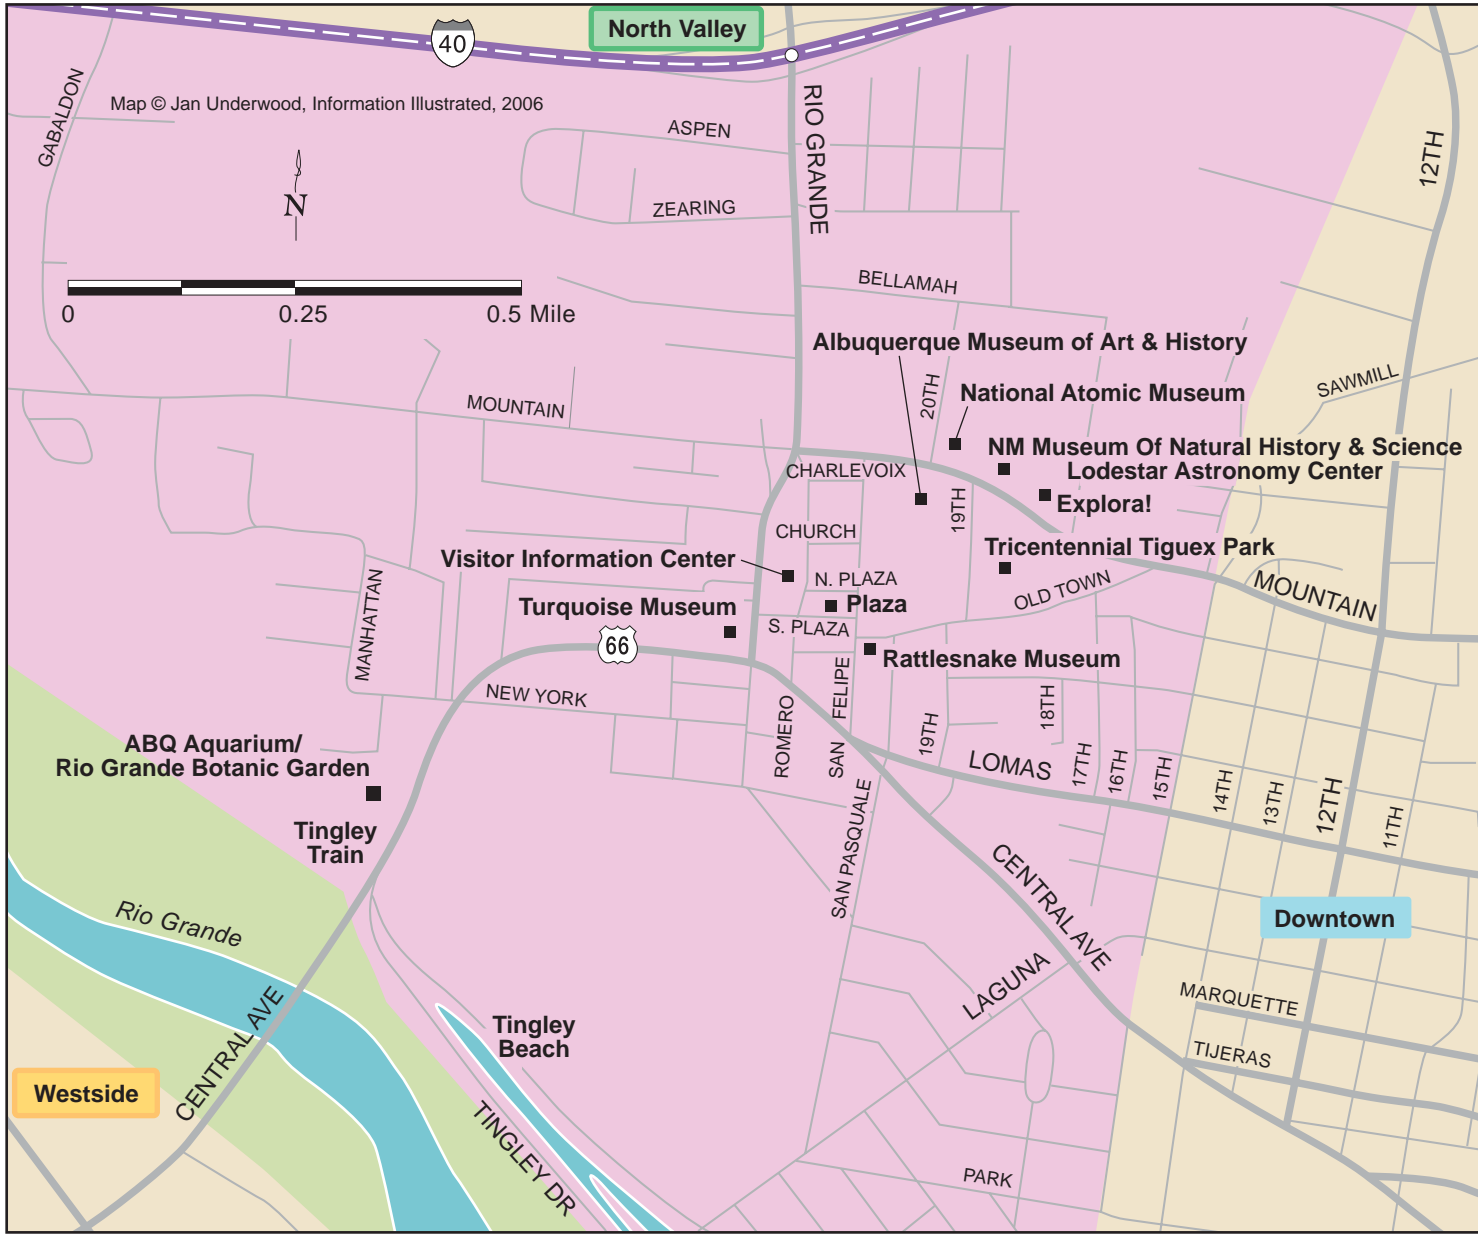 North Valley
40
Map © Jan Underwood, Information Illustrated, 2006
GABALDON
ASPEN
RIO GRANDE
12TH
N
ZEARING
BELLAMAH
0
0.25
0.5 Mile
Albuquerque Museum of Art & History
SAWMILL
20TH
National Atomic Museum
MOUNTAIN
NM Museum Of Natural History & Science
Lodestar Astronomy Center
CHARLEVOIX
Explora!
19TH
CHURCH
Tricentennial Tiguex Park
Visitor Information Center
N. PLAZA
OLD TOWN
MOUNTAIN
MANHATTAN
Turquoise Museum
Plaza
S. PLAZA
66
Rattlesnake Museum
NEW YORK
ROMERO
SAN FELIPE
19TH
18TH
ABQ Aquarium/
Rio Grande Botanic Garden
LOMAS
17TH
16TH
15TH
14TH
13TH
12TH
11TH
Tingley
Train
SAN PASQUALE
CENTRAL AVE
Rio Grande
Downtown
LAGUNA
MARQUETTE
CENTRAL AVE
Tingley
Beach
TIJERAS
Westside
TINGLEY DR
PARK